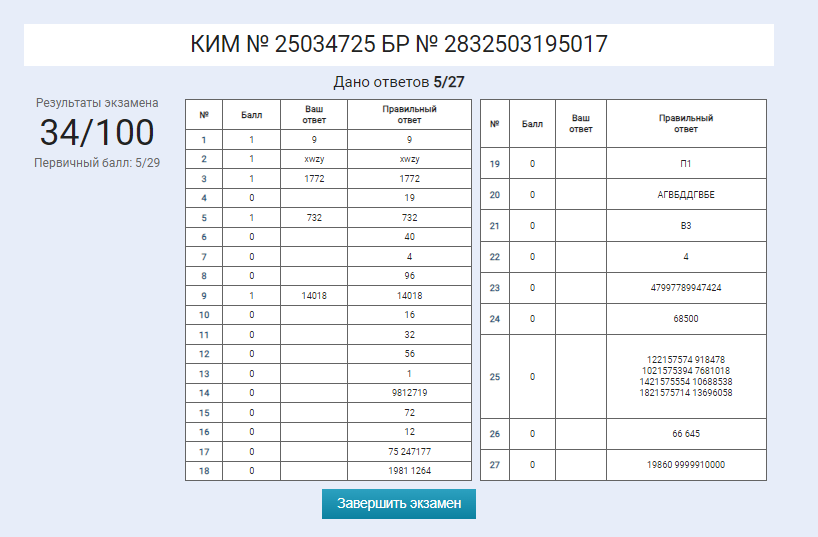 КИМ № 25034725 БР № 2832503195017
Дано ответов 5/27
Результаты экзамена
34/100
Первичный балл: 5/29
№ Балл Ваш ответ Правильный ответ
1 1 9 9
2 1 xwzy xwzy
3 1 1772 1772
4 0 19
5 1 732 732
6 0 40
7 0 4
8 0 96
9 1 14018 14018
10 0 16
11 0 32
12 0 56
13 0 1
14 0 9812719
15 0 72
16 0 12
17 0 75 247177
18 0 1981 1264
№ Балл Ваш ответ Правильный ответ
19 0 П1
20 0 АГВБДДГВБЕ
21 0 В3
22 0 4
23 0 47997789947424
24 0 68500
25 0 122157574 918478
1021575394 7681018
1421575554 10688538
1821575714 13696058
26 0 66 645
27 0 19860 9999910000
Завершить экзамен